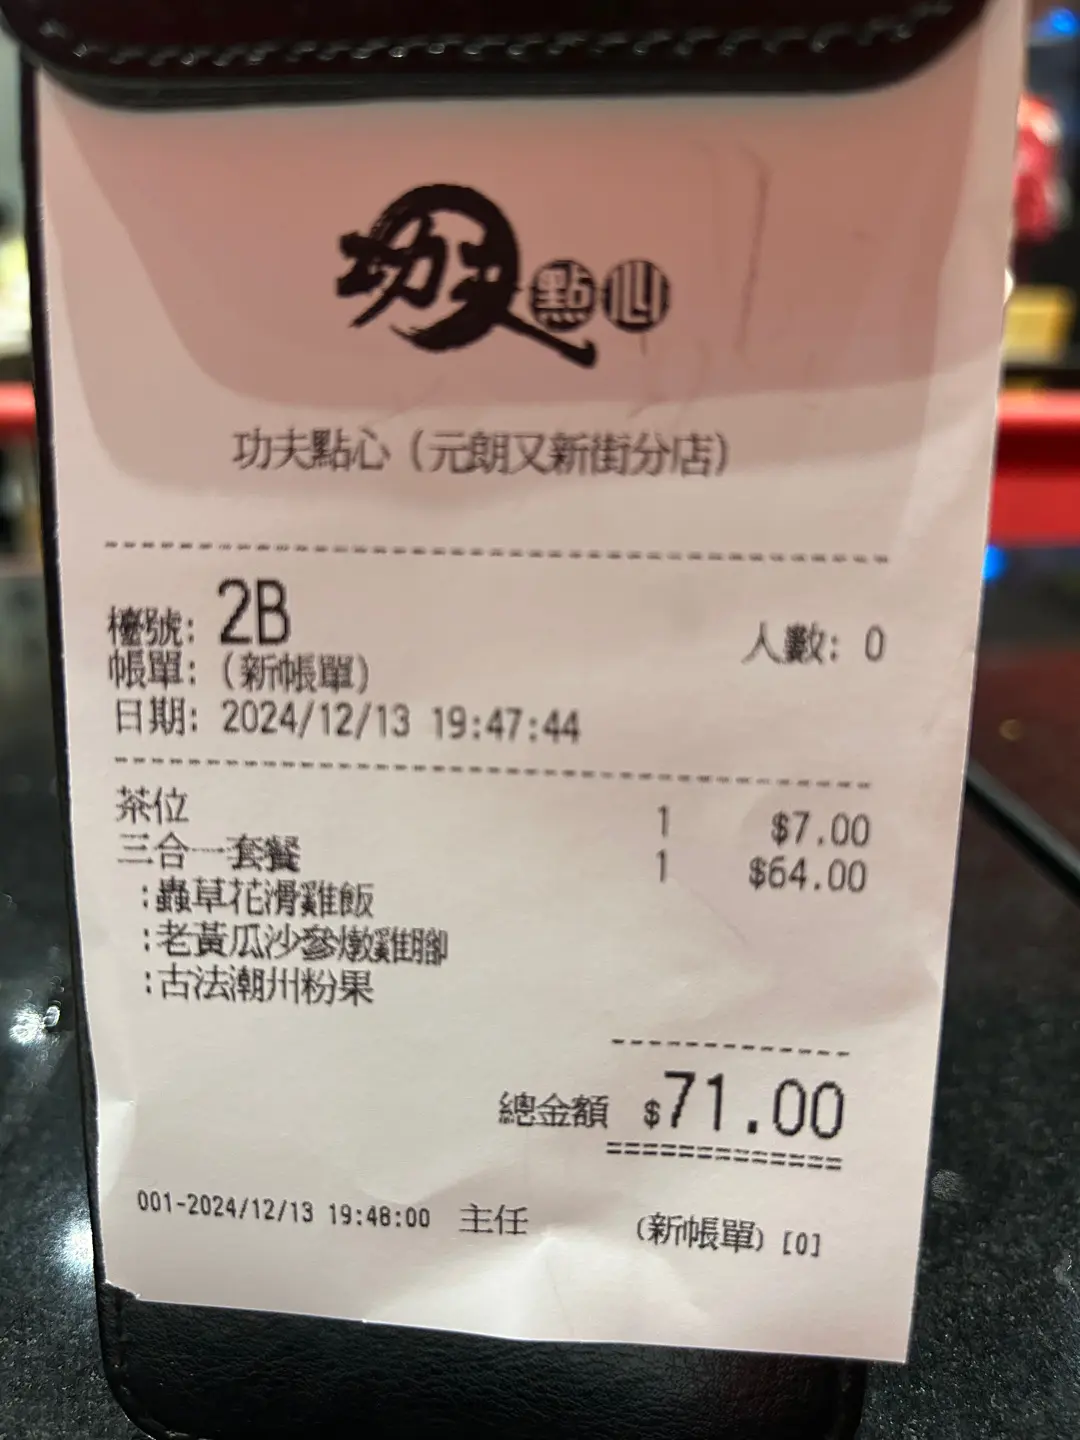 功夫點心
功夫點心（元朗又新街分店）
檯號: 2B 人數: 0
帳單: (新帳單)
日期: 2024/12/13 19:47:44
茶位 1 $7.00
三合一套餐 1 $64.00
:蟲草花滑雞飯
:老黃瓜沙參燉雞腳
:古法潮州粉果
總金額 $71.00
001-2024/12/13 19:48:00 主任 (新帳單) [0]